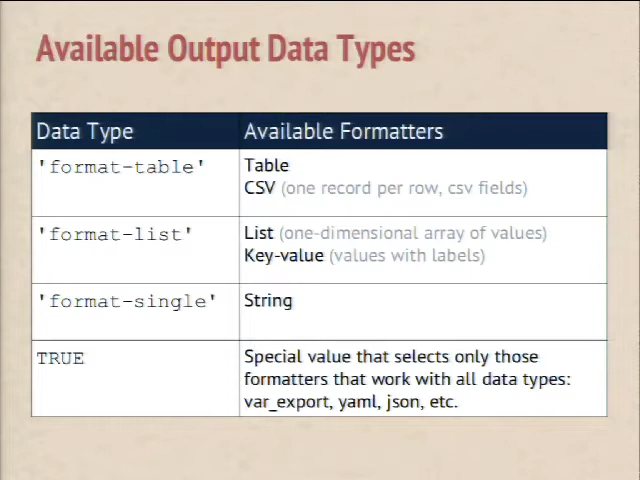 Available Output Data Types
Data Type
Available Formatters
'format-table'
Table
CSV (one record per row, csv fields)
'format-list'
List (one-dimensional array of values)
Key-value (values with labels)
'format-single'
String
TRUE
Special value that selects only those
formatters that work with all data types:
var_export, yaml, json, etc.